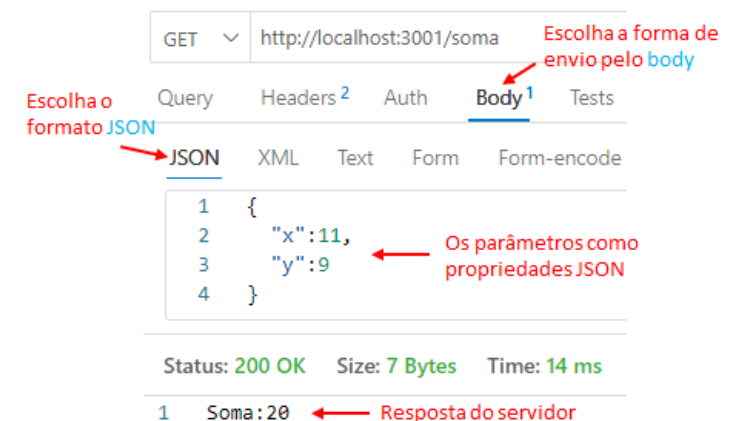 GET http://localhost:3001/soma
Escolha a forma de
envio pelo body
Escolha o
formato JSON
Query Headers 2 Auth Body 1 Tests
JSON XML Text Form Form-encode
1 {
2 "x":11,
3 "y":9
4 }
Os parâmetros como
propriedades JSON
Status: 200 OK Size: 7 Bytes Time: 14 ms
1 Soma:20
Resposta do servidor